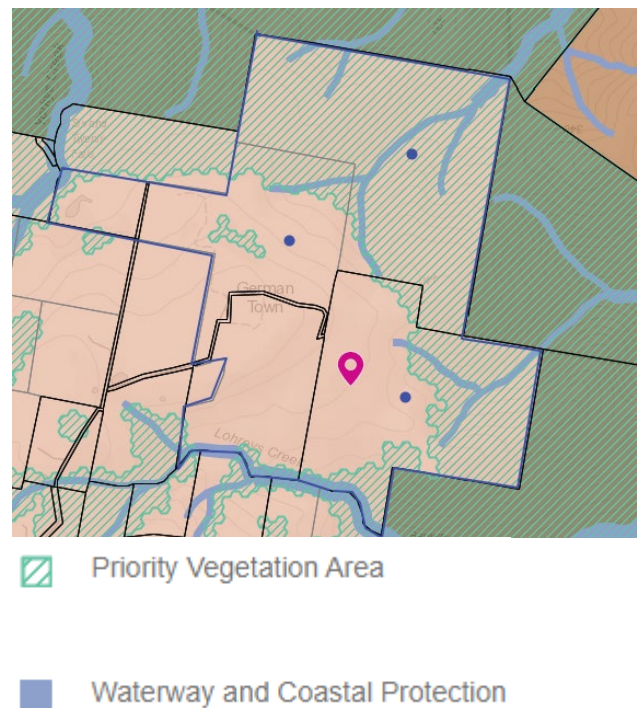 German
Town
Lohreys Creek
Priority Vegetation Area
Waterway and Coastal Protection